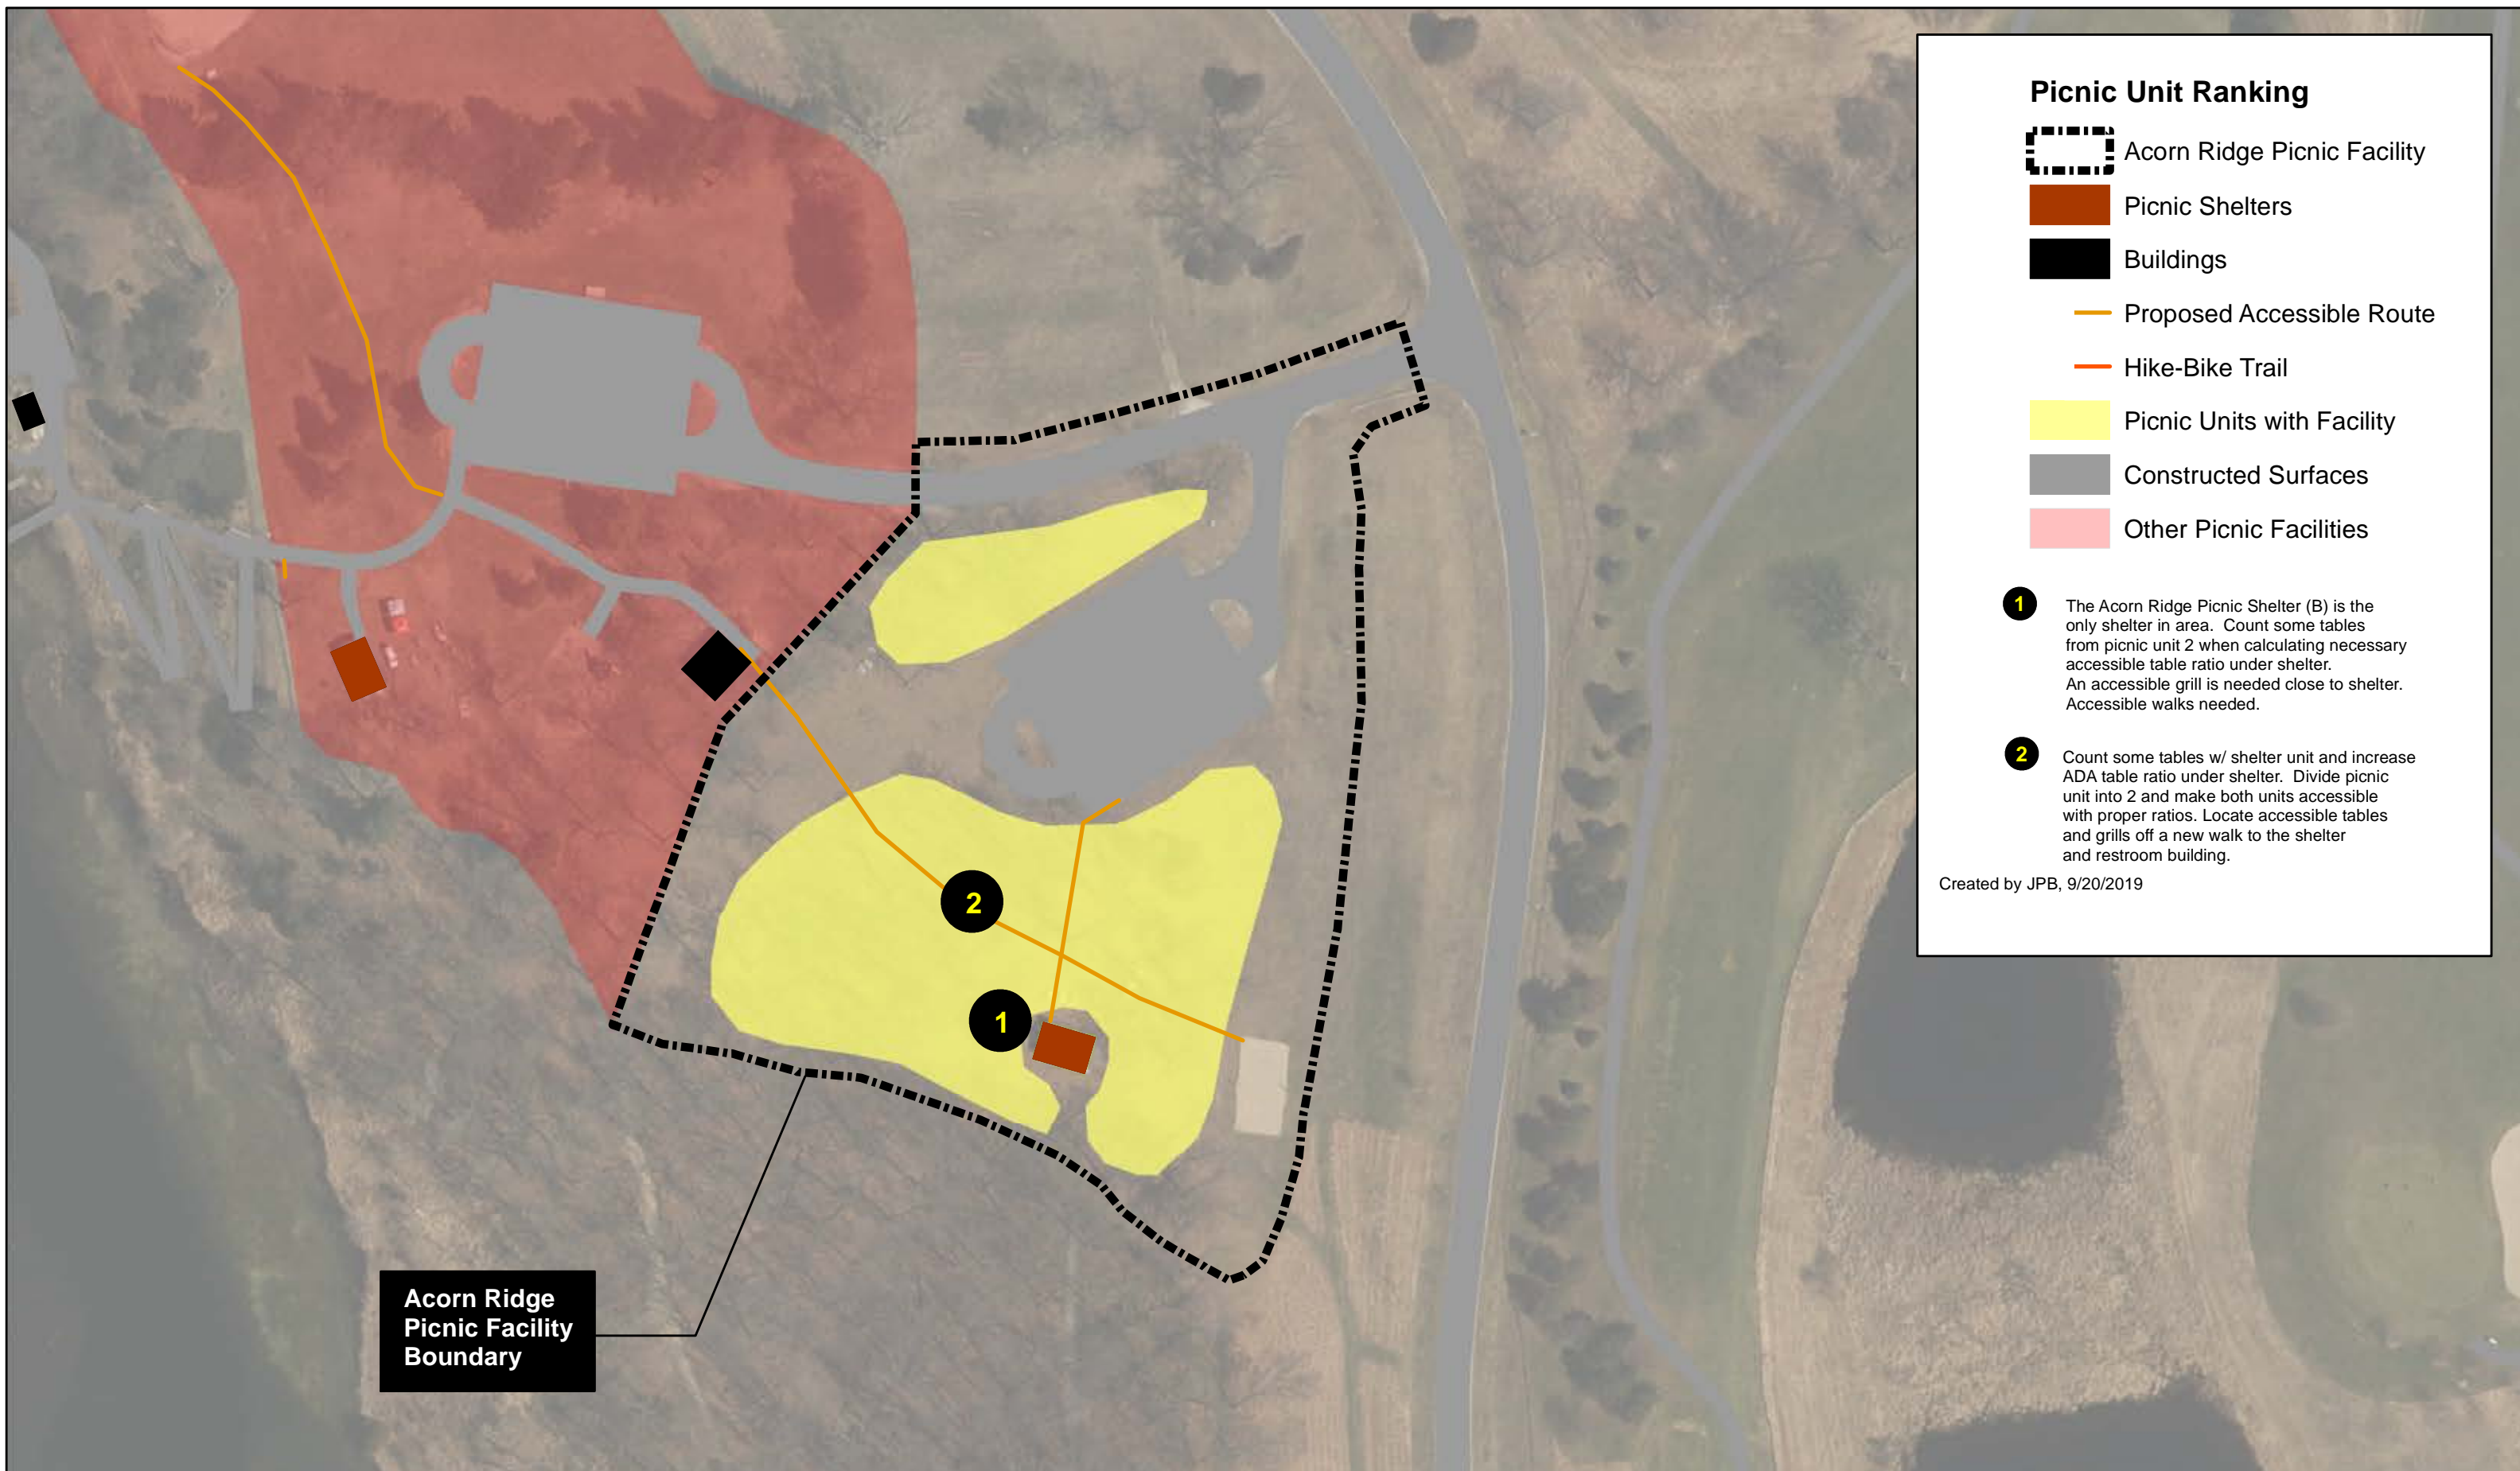 Picnic Unit Ranking
Acorn Ridge Picnic Facility
Picnic Shelters
Buildings
Proposed Accessible Route
Hike-Bike Trail
Picnic Units with Facility
Constructed Surfaces
Other Picnic Facilities
1
The Acorn Ridge Picnic Shelter (B) is the
only shelter in area. Count some tables
from picnic unit 2 when calculating necessary
accessible table ratio under shelter.
An accessible grill is needed close to shelter.
Accessible walks needed.
2
Count some tables w/ shelter unit and increase
ADA table ratio under shelter. Divide picnic
unit into 2 and make both units accessible
with proper ratios. Locate accessible tables
and grills off a new walk to the shelter
and restroom building.
Created by JPB, 9/20/2019
2
1
Acorn Ridge
Picnic Facility
Boundary